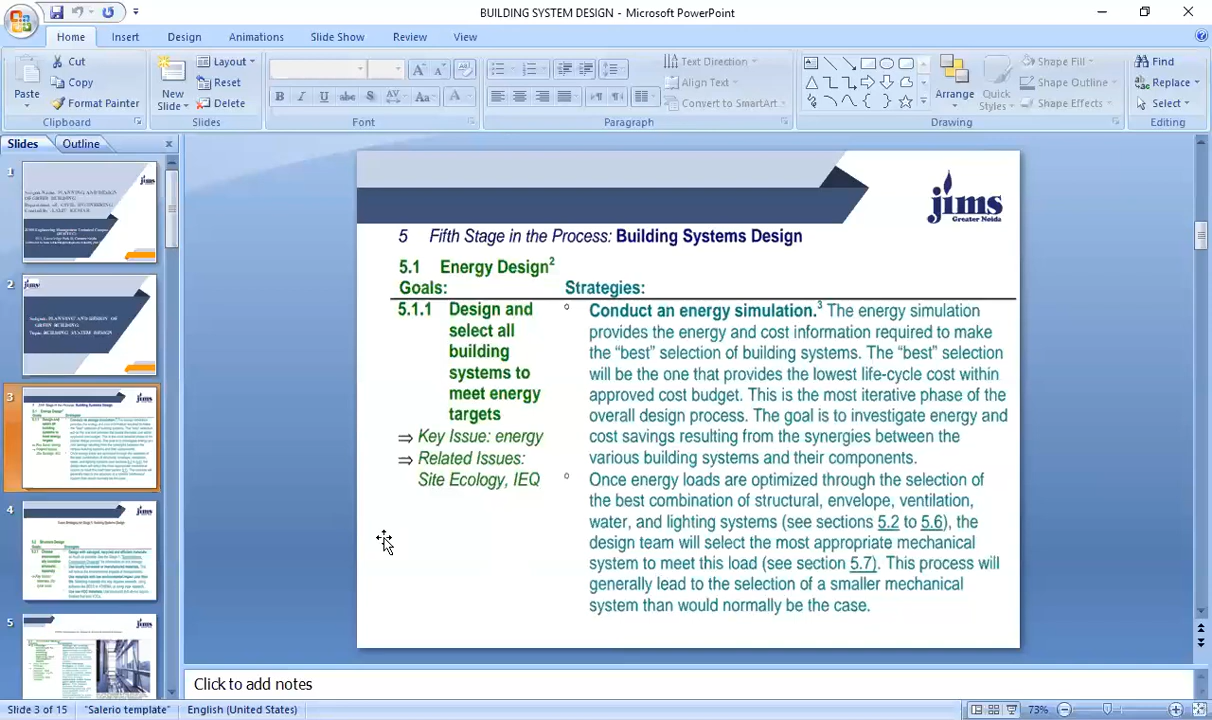 BUILDING SYSTEM DESIGN - Microsoft PowerPoint
Home Insert Design Animations Slide Show Review View
Cut
Copy
Format Painter
Paste
Clipboard
New
Slide
Layout
Reset
Delete
Slides
Font
Text Direction
Align Text
Convert to SmartArt
Paragraph
Arrange
Quick
Styles
Shape Fill
Shape Outline
Shape Effects
Drawing
Find
Replace
Select
Editing
Slides Outline
1
2
3
4
5
jims
Greater Noida
5 Fifth Stage in the Process: Building Systems Design
5.1 Energy Design²
Goals: Strategies:
5.1.1 Design and
select all
building
systems to
meet energy
targets
⇒ Key Issue: energy
⇒ Related Issues:
Site Ecology, IEQ
° Conduct an energy simulation.³ The energy simulation
provides the energy and cost information required to make
the “best” selection of building systems. The “best” selection
will be the one that provides the lowest life-cycle cost within
approved cost budget. This is the most iterative phase of the
overall design process. The goal is to investigate energy and
cost savings resulting from the synergies between the
various building systems and their components.
° Once energy loads are optimized through the selection of
the best combination of structural, envelope, ventilation,
water, and lighting systems (see sections 5.2 to 5.6), the
design team will select the most appropriate mechanical
system to meet this load (see section 5.7). This process will
generally lead to the selection of a smaller mechanical
system than would normally be the case.
Click to add notes
Slide 3 of 15 "Salerio template" English (United States) 73%